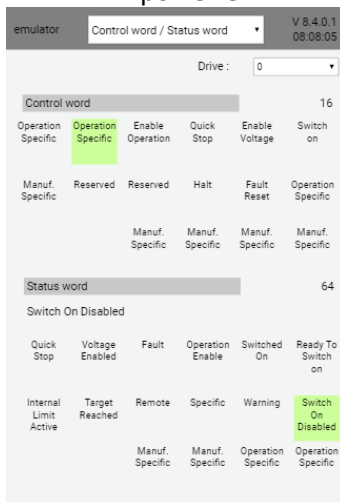 emulator
Control word / Status word
V 8.4.0.1
08:08:05
Drive :
0
Control word
16
Operation Specific
Operation Specific
Enable Operation
Quick Stop
Enable Voltage
Switch on
Manuf. Specific
Reserved
Reserved
Halt
Fault Reset
Operation Specific
Manuf. Specific
Manuf. Specific
Manuf. Specific
Manuf. Specific
Status word
64
Switch On Disabled
Quick Stop
Voltage Enabled
Fault
Operation Enable
Switched On
Ready To Switch on
Internal Limit Active
Target Reached
Remote
Specific
Warning
Switch On Disabled
Manuf. Specific
Manuf. Specific
Operation Specific
Operation Specific